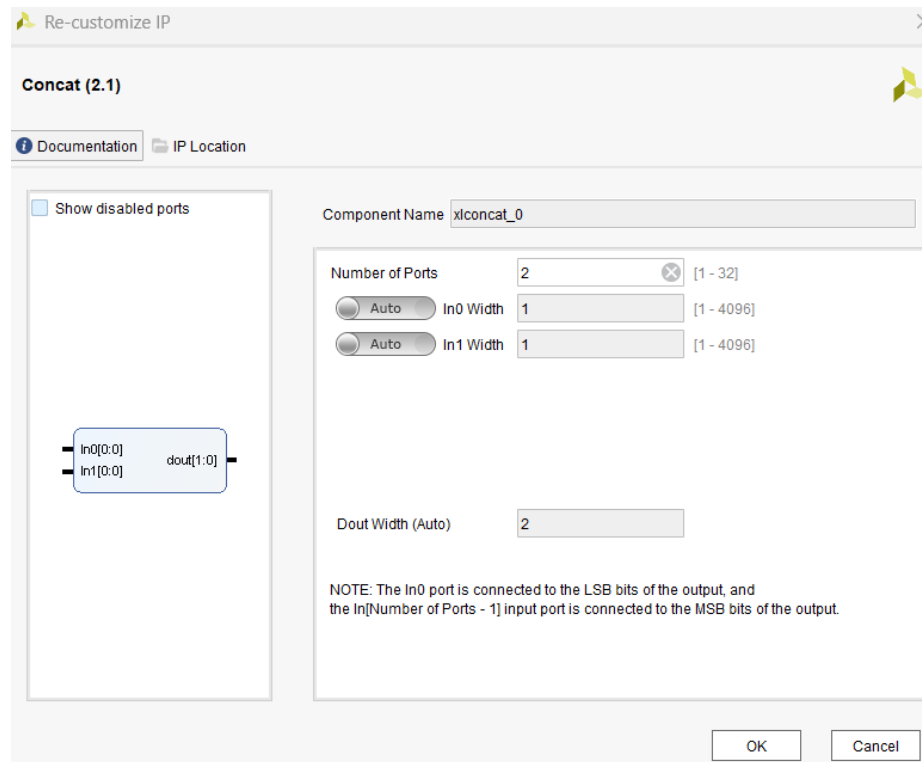 Re-customize IP
Concat (2.1)
Documentation IP Location
Show disabled ports
In0[0:0]
In1[0:0]
dout[1:0]
Component Name xlconcat_0
Number of Ports 2 [1 - 32]
Auto In0 Width 1 [1 - 4096]
Auto In1 Width 1 [1 - 4096]
Dout Width (Auto) 2
NOTE: The In0 port is connected to the LSB bits of the output, and
the In[Number of Ports - 1] input port is connected to the MSB bits of the output.
OK Cancel